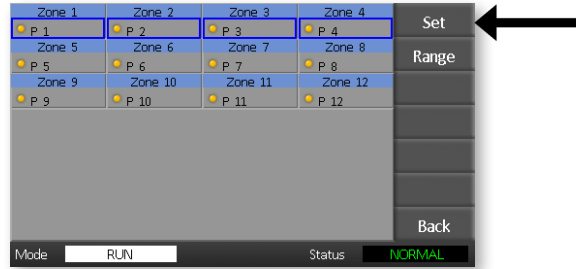 Zone 1 Zone 2 Zone 3 Zone 4 Set
P 1 P 2 P 3 P 4
Zone 5 Zone 6 Zone 7 Zone 8 Range
P 5 P 6 P 7 P 8
Zone 9 Zone 10 Zone 11 Zone 12
P 9 P 10 P 11 P 12
Back
Mode RUN Status NORMAL